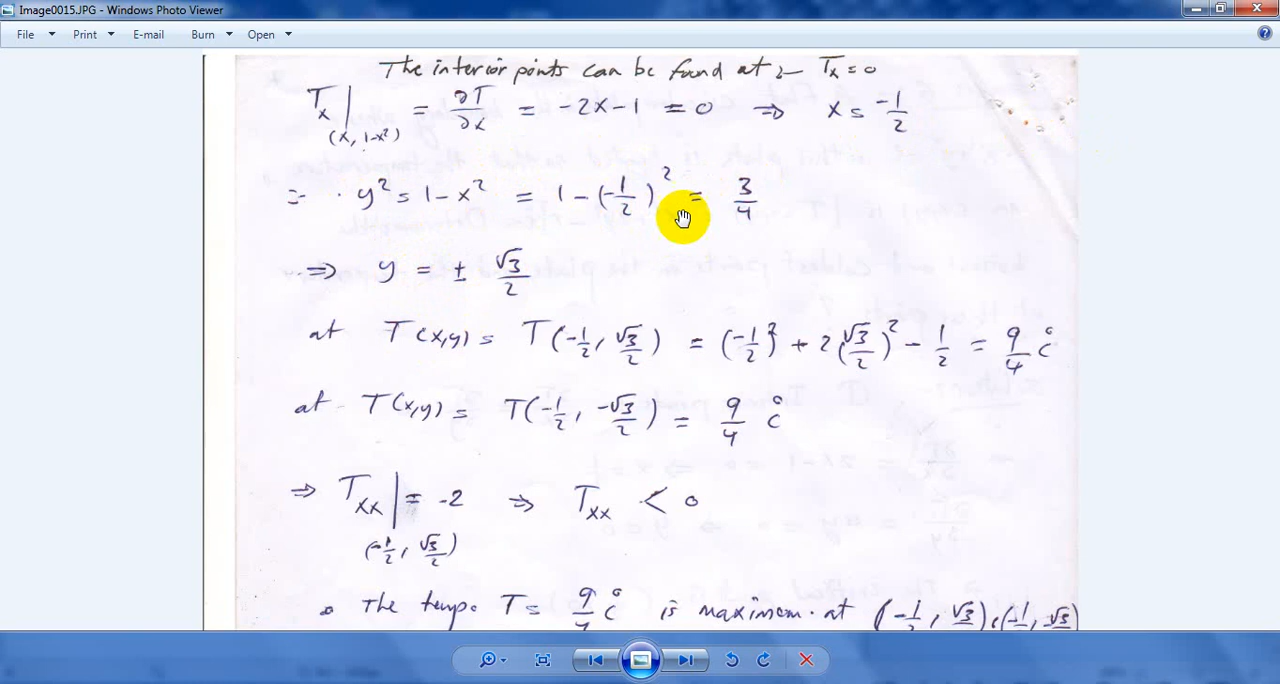 Image0015.JPG - Windows Photo Viewer
File Print E-mail Burn Open
The interior points can be found at :- Tx = 0
Tx|(x, 1-x²) = ∂T/∂x = -2x-1 = 0 ⇒ x = -1/2
⇒ y² = 1 - x² = 1 - (-1/2)² = 3/4
⇒ y = ± √3/2
at T(x,y) = T(-1/2, √3/2) = (-1/2)² + 2(√3/2)² - 1/2 = 9/4 C°
at T(x,y) = T(-1/2, -√3/2) = 9/4 C°
⇒ Txx|(-1/2, √3/2) = -2 ⇒ Txx < 0
∘ The temp. T = 9/4 C° is maximum at (-1/2, √3/2), (-1/2, -√3/2